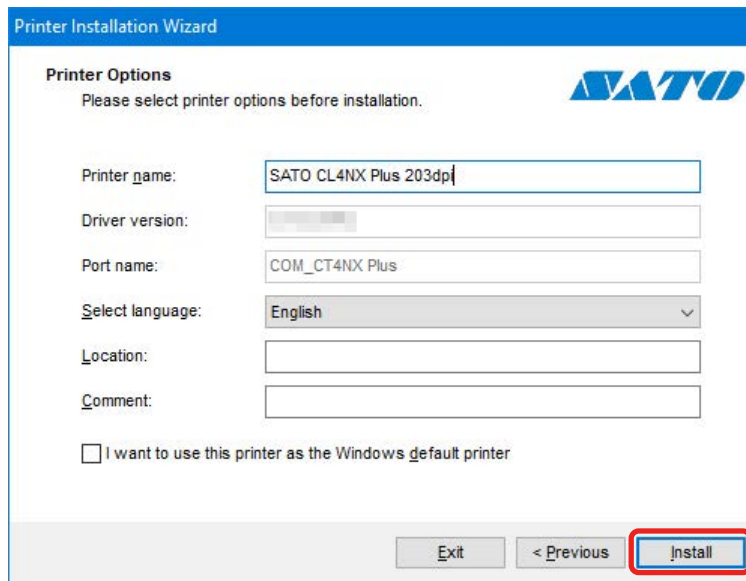 Printer Installation Wizard
Printer Options
Please select printer options before installation.
SATO
Printer name: SATO CL4NX Plus 203dpi
Driver version:
Port name: COM_CT4NX Plus
Select language: English
Location:
Comment:
I want to use this printer as the Windows default printer
Exit < Previous Install